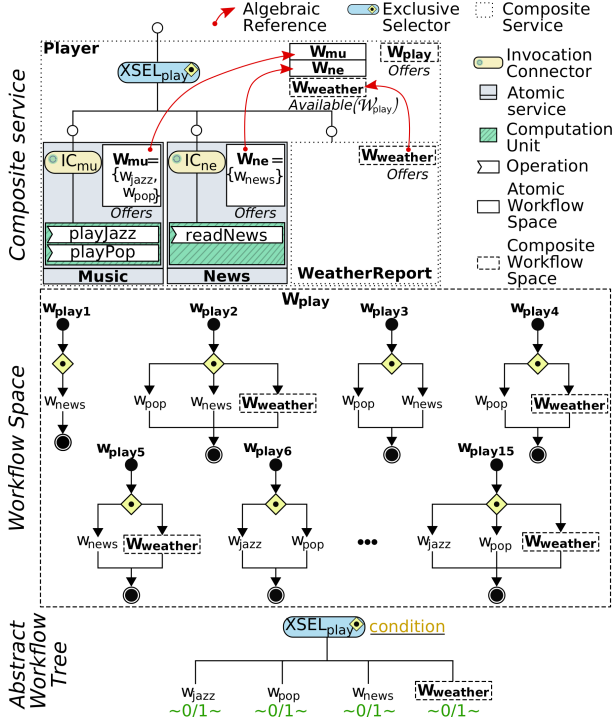 Algebraic
Reference
Exclusive
Selector
Composite
Service
Composite service
Player
XSELplay
Wmu
Wne
Wweather
Available(Wplay)
Wplay
Offers
Invocation
Connector
Atomic
service
Computation
Unit
Operation
Atomic
Workflow
Space
Composite
Workflow
Space
ICmu
Wmu=
{wjazz,
wpop}
Offers
playJazz
playPop
Music
ICne
Wne=
{wnews}
Offers
readNews
News
Wweather
Offers
WeatherReport
Workflow Space
Wplay
wplay1
wplay2
wplay3
wplay4
wnews
wpop
wnews
Wweather
wpop
wnews
wpop
Wweather
wplay5
wplay6
wplay15
wnews
Wweather
wjazz
wpop
•••
wjazz
wpop
Wweather
Abstract
Workflow
Tree
XSELplay
condition
wjazz
wpop
wnews
Wweather
~0/1~
~0/1~
~0/1~
~0/1~